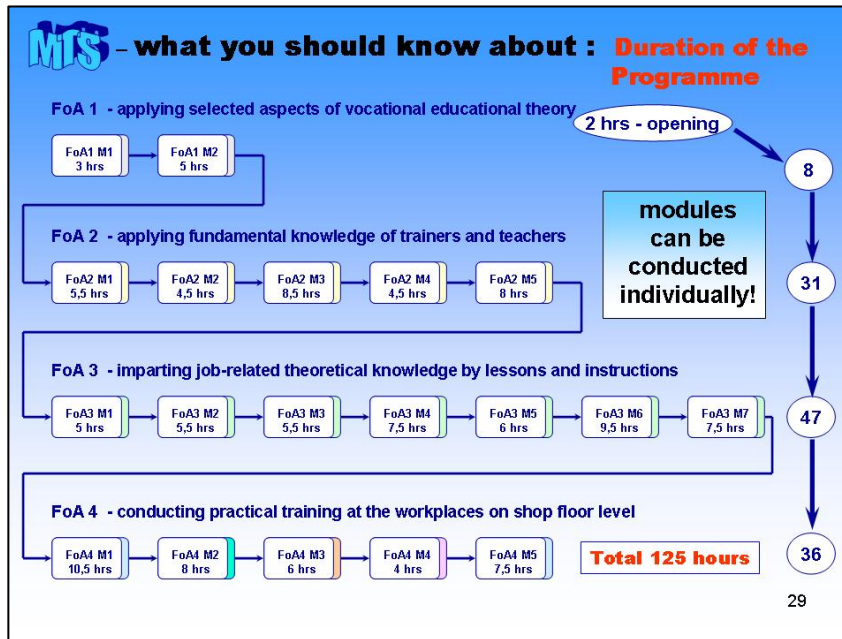 MTS – what you should know about : Duration of the
Programme
FoA 1 - applying selected aspects of vocational educational theory
2 hrs - opening
FoA1 M1
3 hrs
FoA1 M2
5 hrs
8
modules
can be
conducted
individually!
FoA 2 - applying fundamental knowledge of trainers and teachers
FoA2 M1
5,5 hrs
FoA2 M2
4,5 hrs
FoA2 M3
8,5 hrs
FoA2 M4
4,5 hrs
FoA2 M5
8 hrs
31
FoA 3 - imparting job-related theoretical knowledge by lessons and instructions
FoA3 M1
5 hrs
FoA3 M2
5,5 hrs
FoA3 M3
5,5 hrs
FoA3 M4
7,5 hrs
FoA3 M5
6 hrs
FoA3 M6
9,5 hrs
FoA3 M7
7,5 hrs
47
FoA 4 - conducting practical training at the workplaces on shop floor level
FoA4 M1
10,5 hrs
FoA4 M2
8 hrs
FoA4 M3
6 hrs
FoA4 M4
4 hrs
FoA4 M5
7,5 hrs
Total 125 hours
36
29